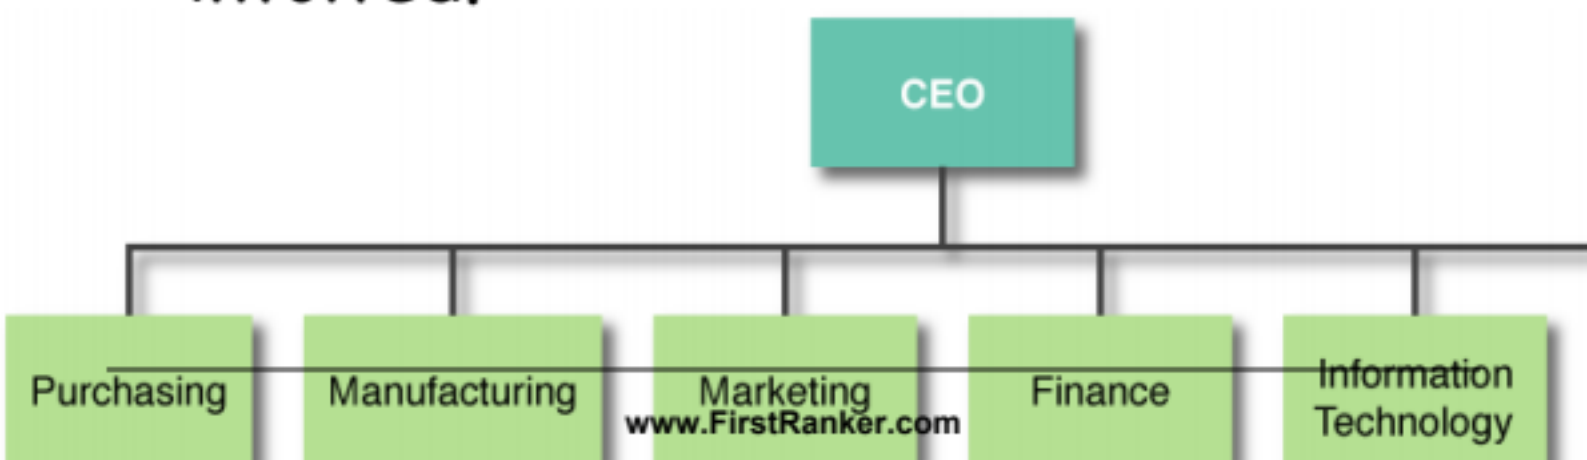 CEO
Purchasing
Manufacturing
Marketing
Finance
Information
Technology
www.FirstRanker.com